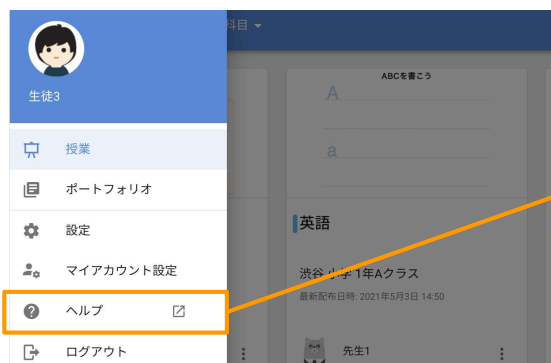 生徒3
授業
ポートフォリオ
設定
マイアカウント設定
ヘルプ
ログアウト
科目
ABCを書こう
A
a
英語
渋谷小学 1年Aクラス
最新配布日時: 2021年5月3日 14:50
先生1